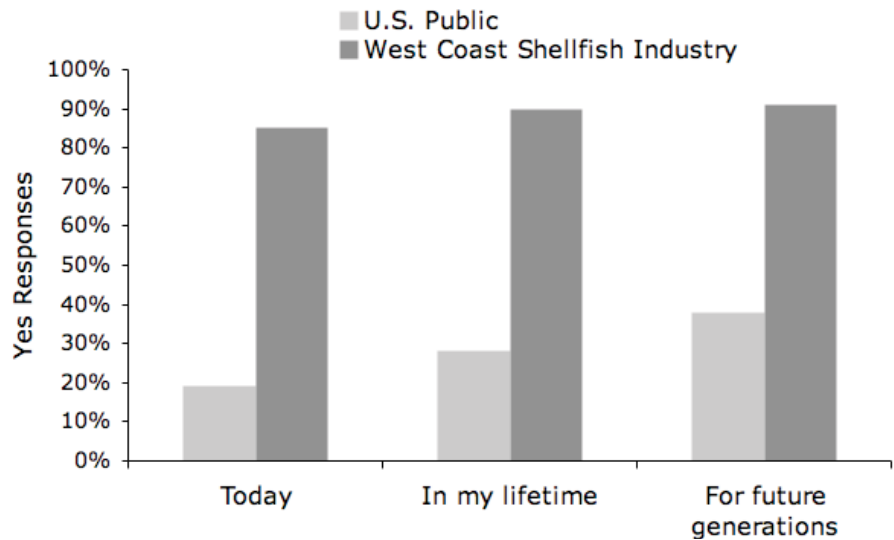 U.S. Public
West Coast Shellfish Industry
100%
90%
80%
70%
60%
50%
40%
30%
20%
10%
0%
Yes Responses
Today
In my lifetime
For future
generations